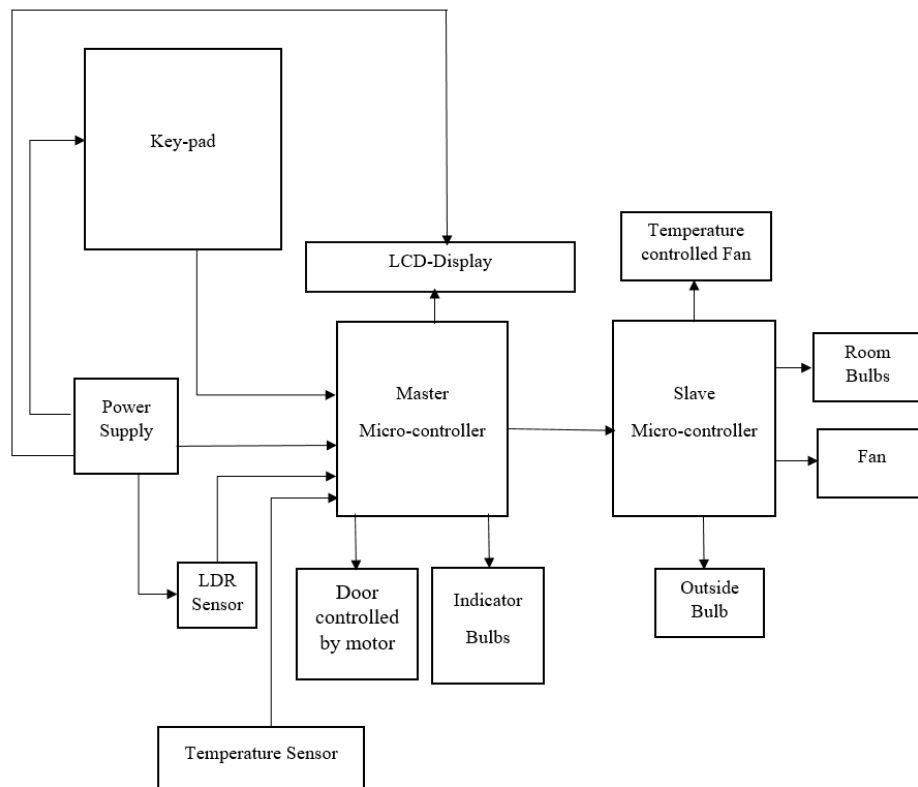 Key-pad
LCD-Display
Temperature
controlled Fan
Power
Supply
Master
Micro-controller
Slave
Micro-controller
Room
Bulbs
Fan
LDR
Sensor
Door
controlled
by motor
Indicator
Bulbs
Outside
Bulb
Temperature Sensor